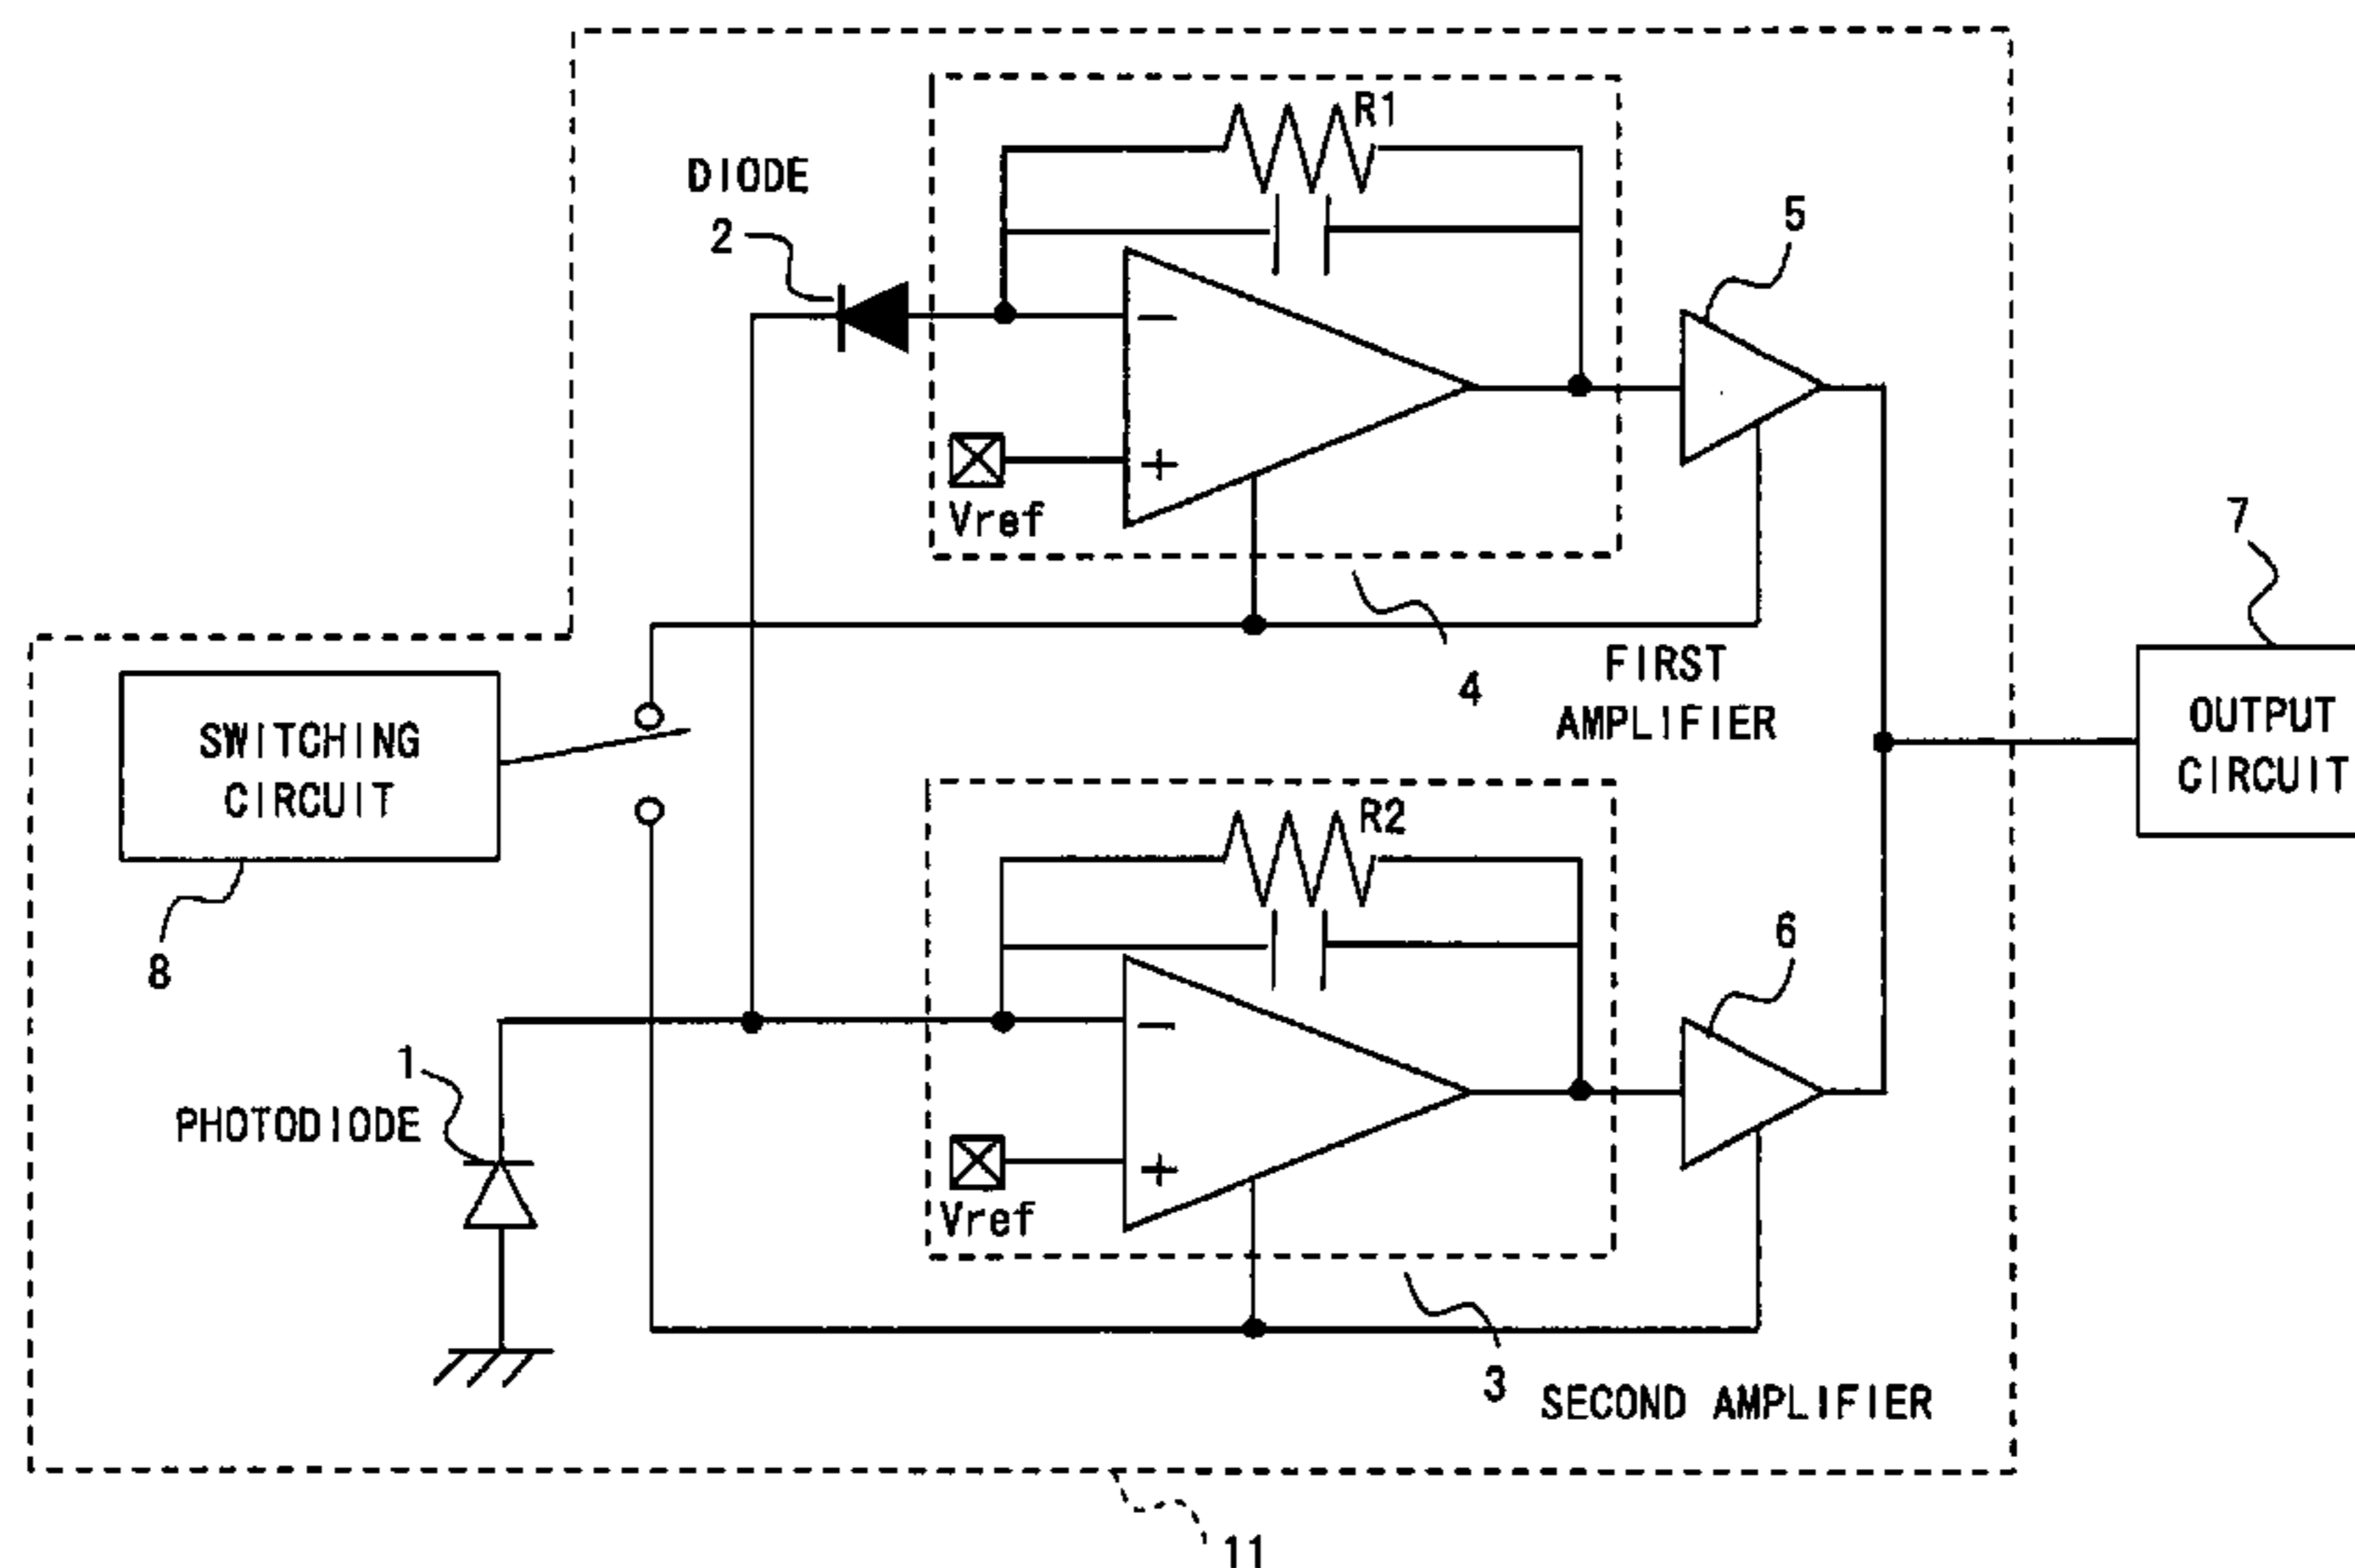 R1
DIODE
2
5
−
+
Vref
7
4
FIRST
AMPLIFIER
SWITCHING
CIRCUIT
OUTPUT
CIRCUIT
R2
8
6
1
−
PHOTODIODE
+
Vref
3
SECOND AMPLIFIER
11